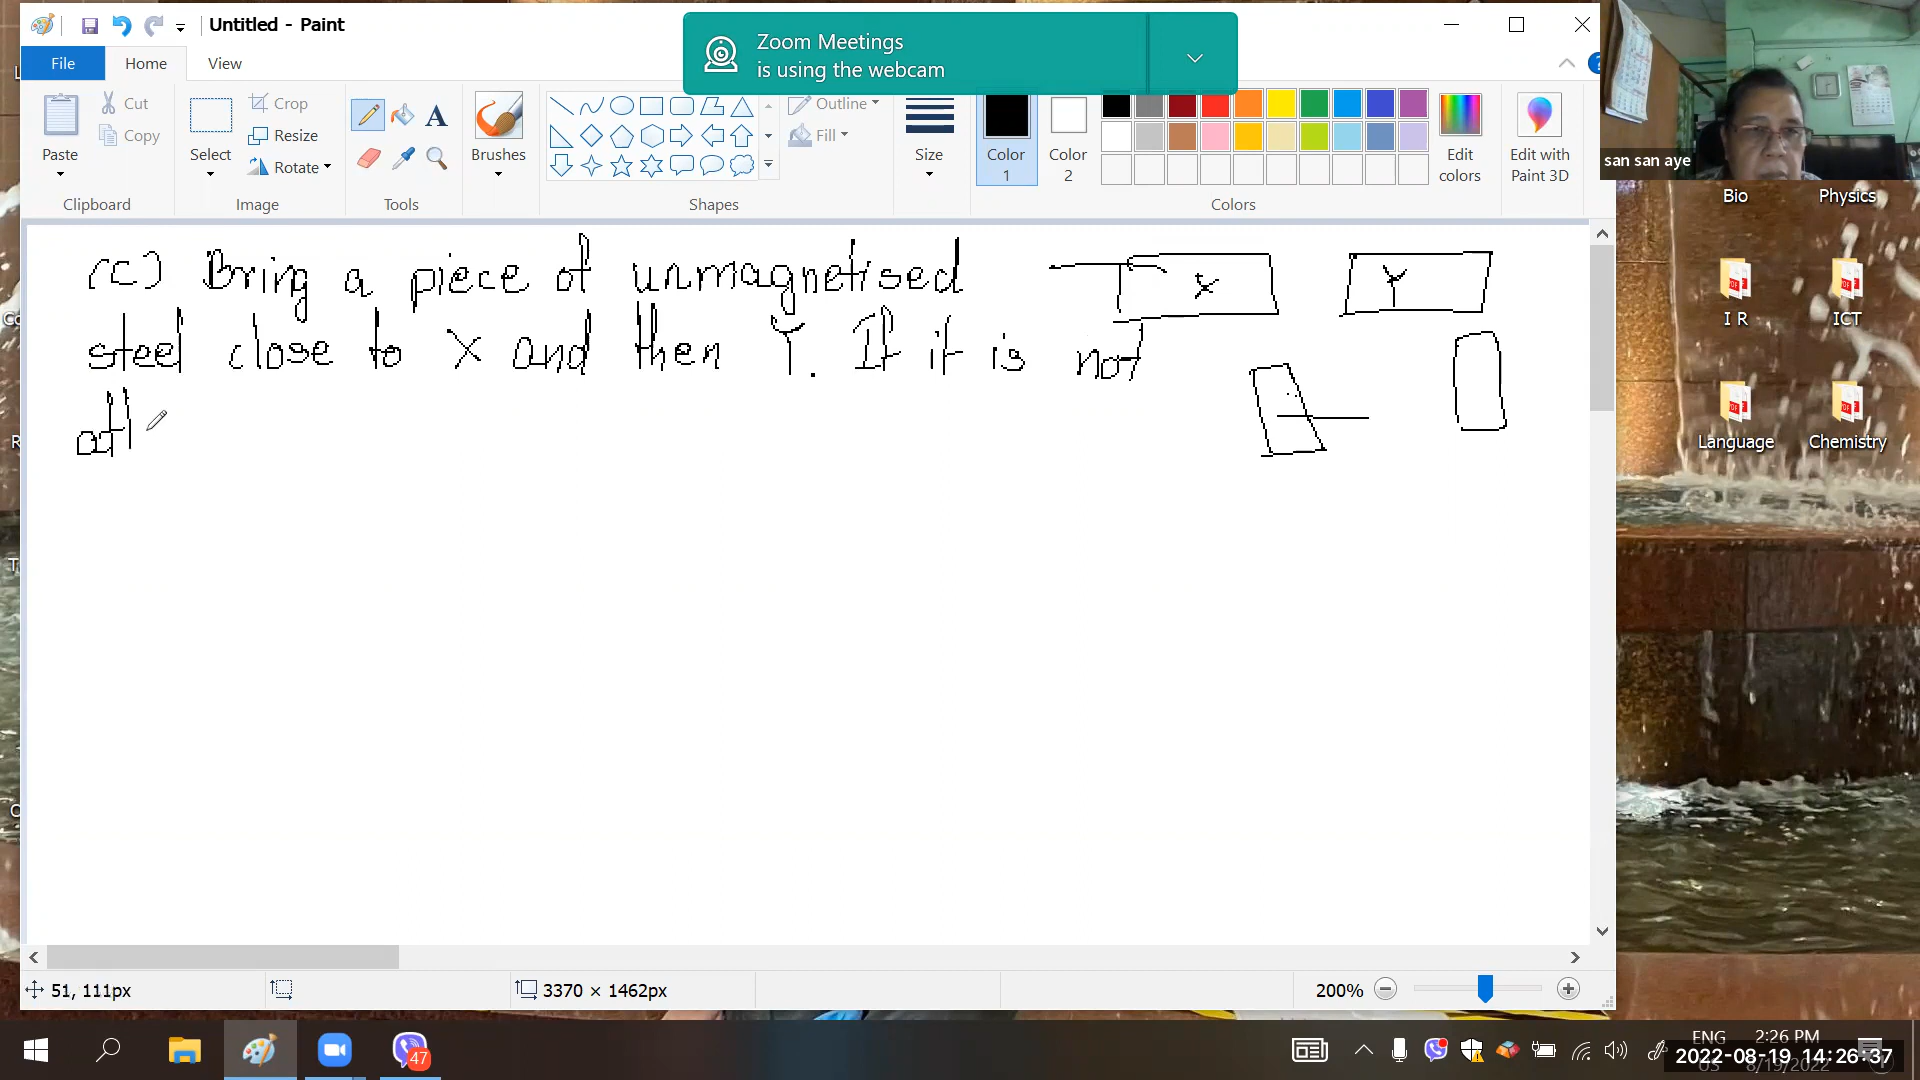 Untitled - Paint
Zoom Meetings
is using the webcam
File
Home
View
Cut
Copy
Paste
Clipboard
Select
Crop
Resize
Rotate
Image
Tools
Brushes
Shapes
Outline
Fill
Size
Color
1
Color
2
Edit
colors
Edit with
Paint 3D
Colors
san san aye
(c) Bring a piece of unmagnetised
steel close to X and then Y. If it is not
att
X
Y
Bio
Physics
I R
ICT
Language
Chemistry
51, 111px
3370 × 1462px
200%
47
ENG
2:26 PM
2022-08-19 14:26:37